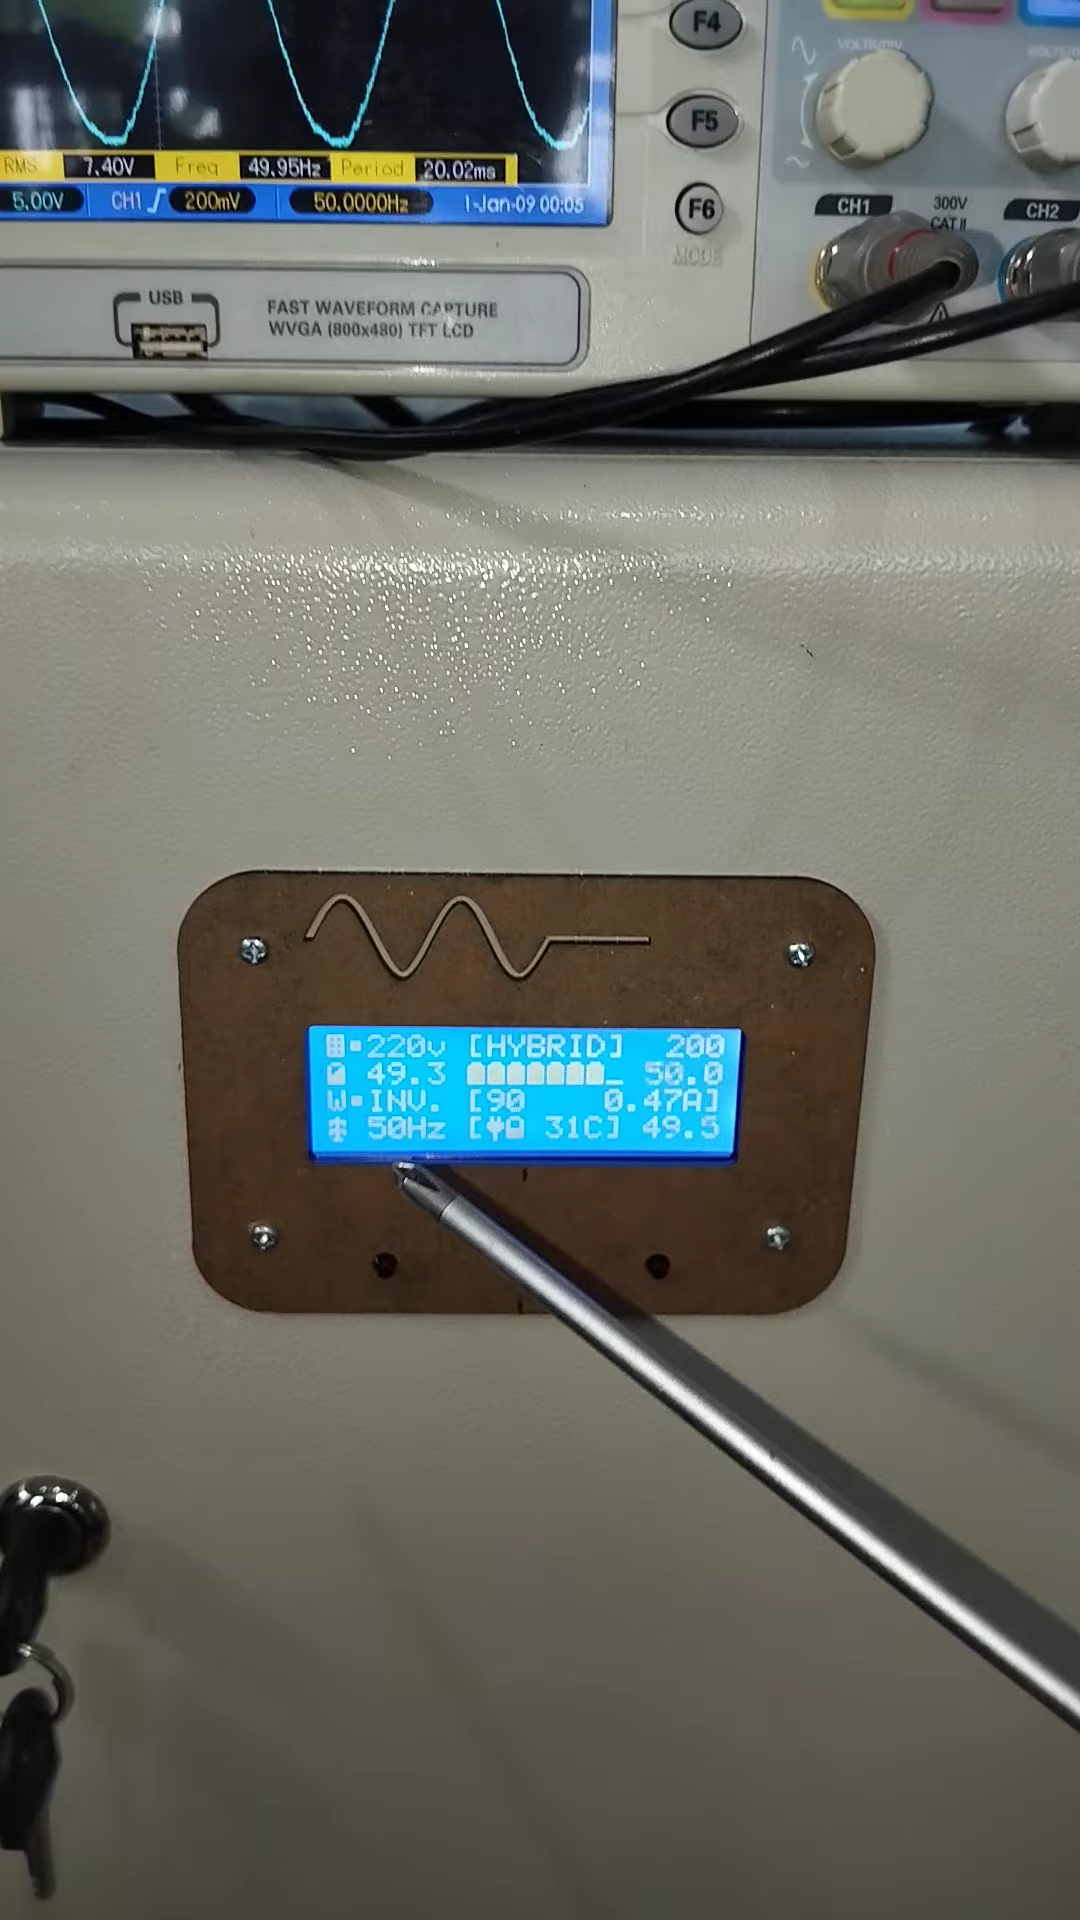 F4
F5
F6
MODE
RMS 7.40V Freq 49.95Hz Period 20.02ms
5.00V CH1 200mV 50.0000Hz 1-Jan-09 00:05
VOLTS/DIV
CH1 300V CAT II CH2
USB
FAST WAVEFORM CAPTURE
WVGA (800x480) TFT LCD
220v [HYBRID] 200
49.3 50.0
W INV. [90 0.47A]
50Hz [ 31C] 49.5